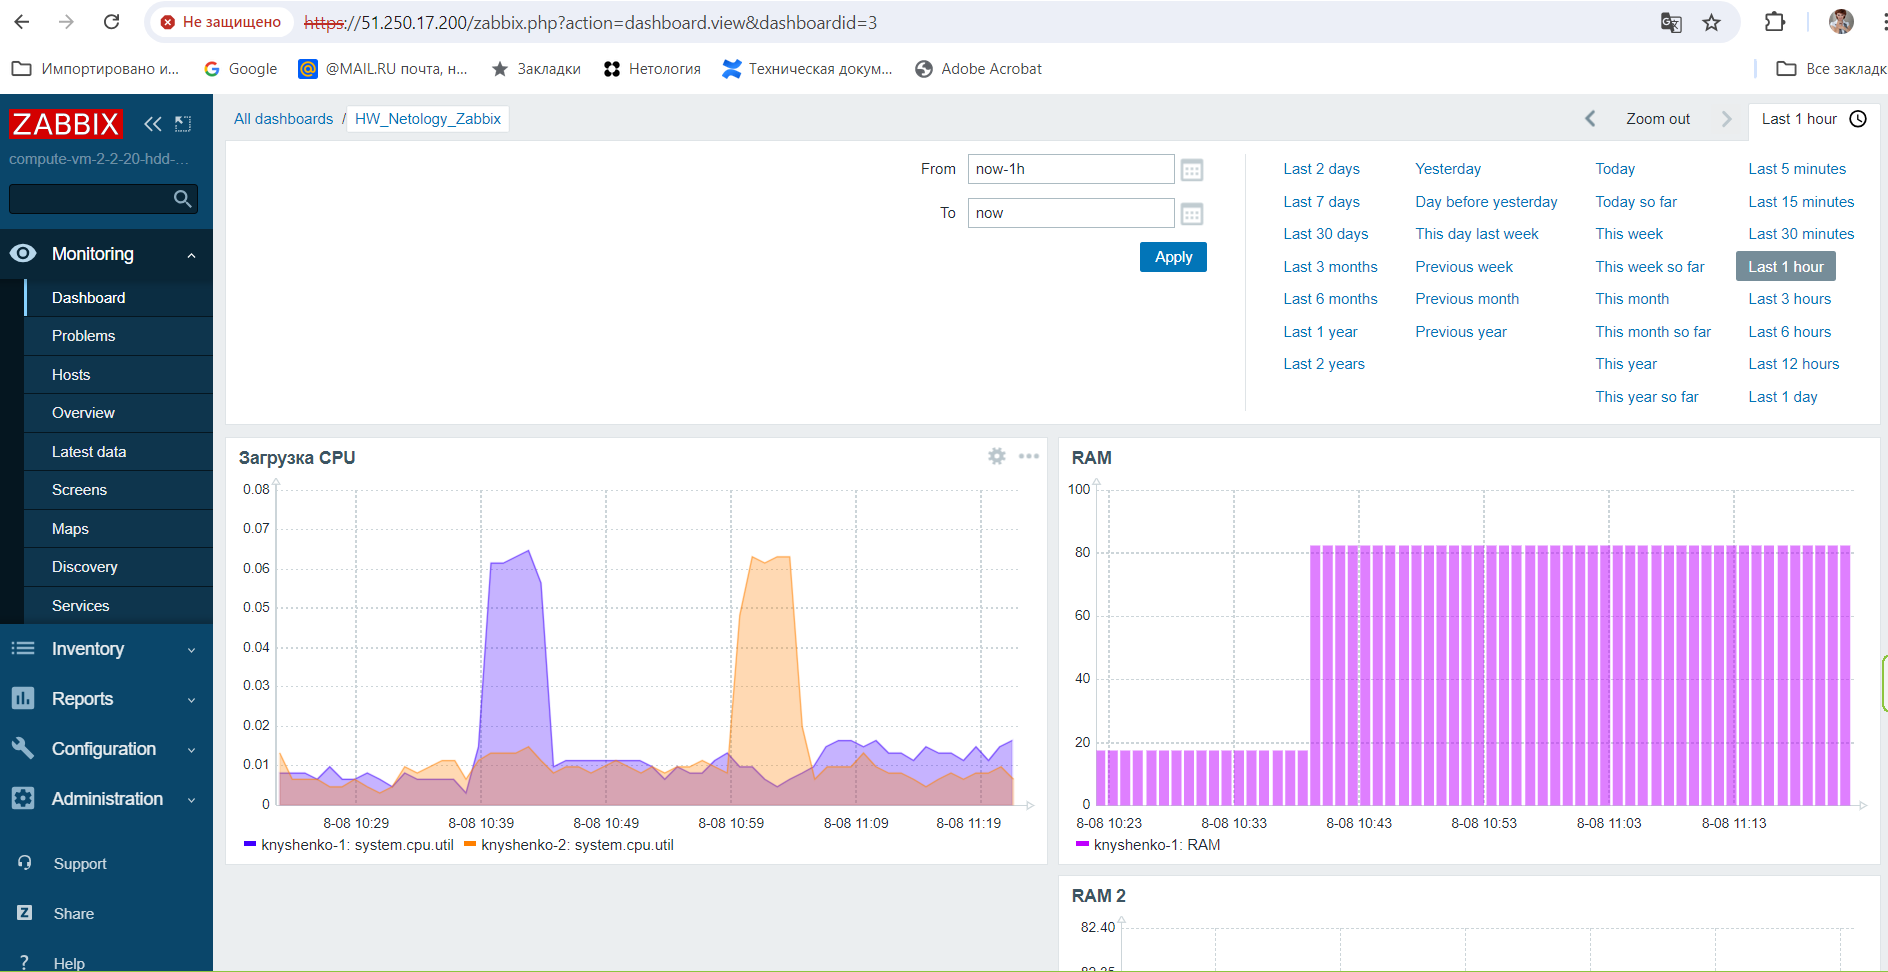 Не защищено https://51.250.17.200/zabbix.php?action=dashboard.view&dashboardid=3
Импортировано и... Google @MAIL.RU почта, н... Закладки Нетология Техническая докум... Adobe Acrobat Все закладк
ZABBIX
compute-vm-2-2-20-hdd-...
Monitoring
Dashboard
Problems
Hosts
Overview
Latest data
Screens
Maps
Discovery
Services
Inventory
Reports
Configuration
Administration
Support
Z Share
? Help
All dashboards / HW_Netology_Zabbix
Zoom out Last 1 hour
From now-1h
To now
Apply
Last 2 days Yesterday Today Last 5 minutes
Last 7 days Day before yesterday Today so far Last 15 minutes
Last 30 days This day last week This week Last 30 minutes
Last 3 months Previous week This week so far Last 1 hour
Last 6 months Previous month This month Last 3 hours
Last 1 year Previous year This month so far Last 6 hours
Last 2 years This year Last 12 hours
This year so far Last 1 day
Загрузка CPU
0.08
0.07
0.06
0.05
0.04
0.03
0.02
0.01
0
8-08 10:29 8-08 10:39 8-08 10:49 8-08 10:59 8-08 11:09 8-08 11:19
knyshenko-1: system.cpu.util knyshenko-2: system.cpu.util
RAM
100
80
60
40
20
0
8-08 10:23 8-08 10:33 8-08 10:43 8-08 10:53 8-08 11:03 8-08 11:13
knyshenko-1: RAM
RAM 2
82.40
82.35